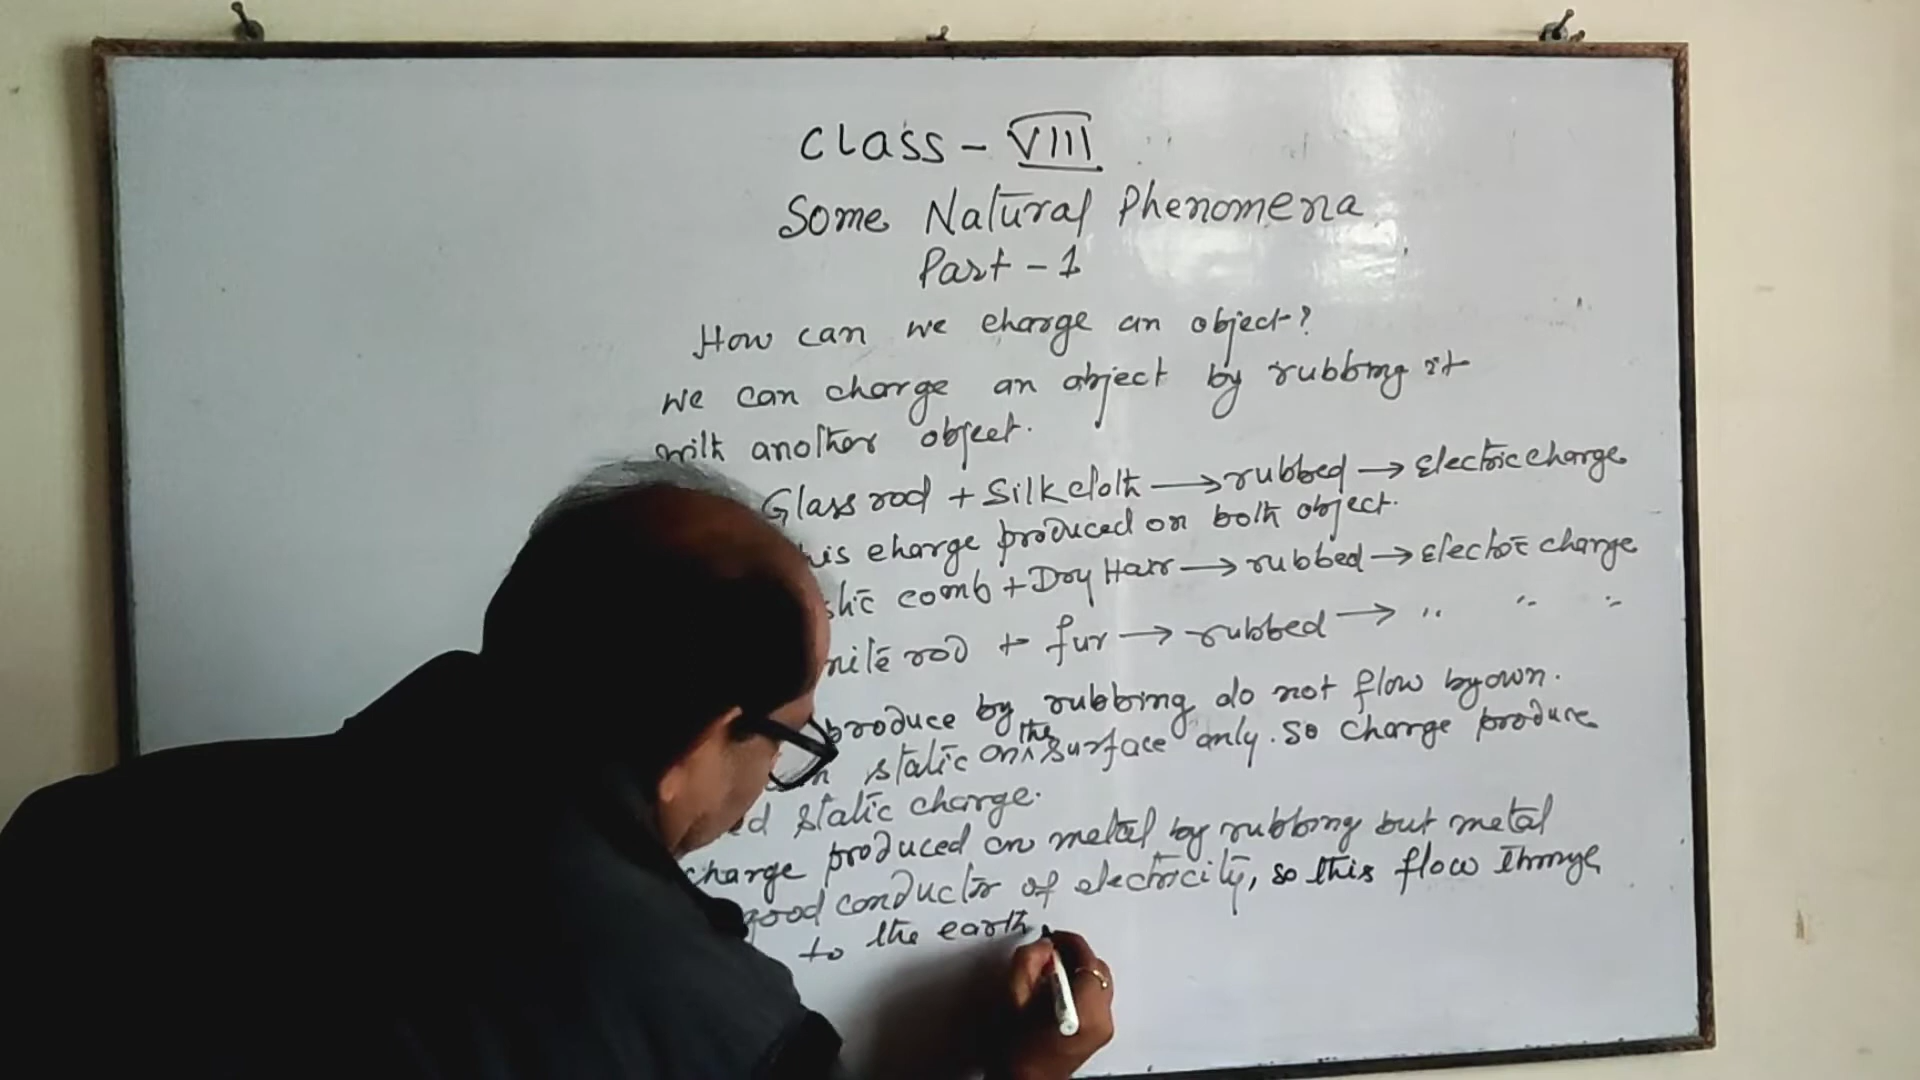 Class - VIII
Some Natural Phenomena
Part - 1
How can we charge an object?
we can charge an object by rubbing it
with another object.
Glass rod + Silk cloth → rubbed → Electric charge
his charge produced on both object.
stic comb + Dry Hair → rubbed → Electric charge
nite rod + fur → rubbed → " " "
produce by rubbing do not flow by own.
static on the surface only. So charge produce
ed static charge.
charge produced on metal by rubbing but metal
good conductor of electricity, so this flow through
to the earth